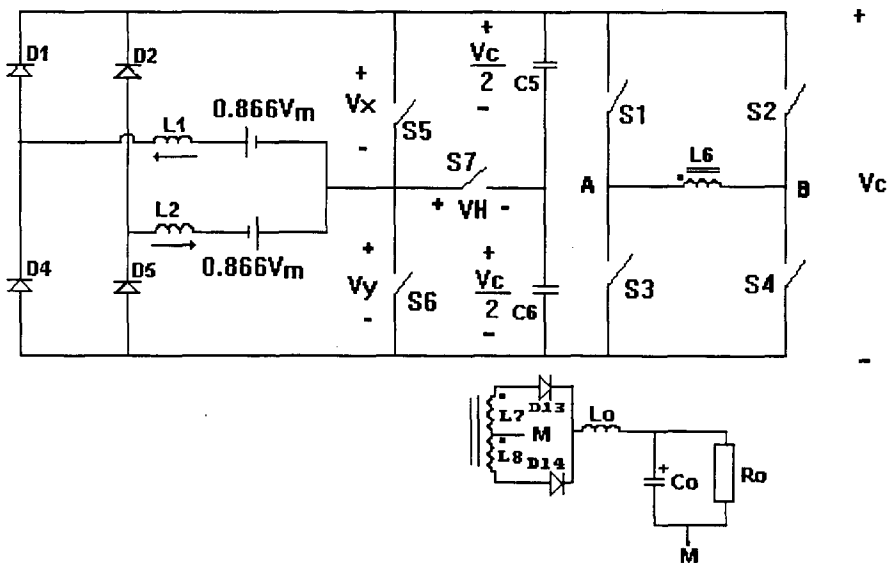 D1
D2
L1
0.866Vm
+
Vx
-
S5
+
Vc
2
-
C5
S1
S2
+
S7
+ VH -
A
L6
B
Vc
L2
0.866Vm
D4
D5
+
Vy
-
S6
+
Vc
2
-
C6
S3
S4
-
L7
D13
M
L8
D14
Lo
+
Co
Ro
M